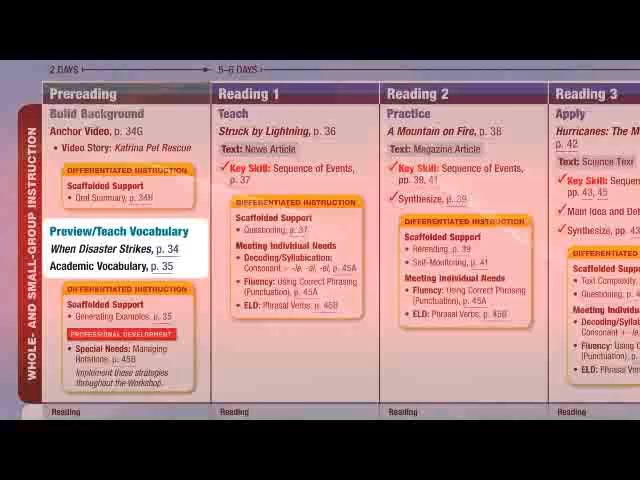 2 DAYS
5–6 DAYS
WHOLE- AND SMALL-GROUP INSTRUCTION
Prereading
Build Background
Anchor Video, p. 34G
• Video Story: Katrina Pet Rescue
DIFFERENTIATED INSTRUCTION
Scaffolded Support
• Oral Summary, p. 34H
Preview/Teach Vocabulary
When Disaster Strikes, p. 34
Academic Vocabulary, p. 35
DIFFERENTIATED INSTRUCTION
Scaffolded Support
• Generating Examples, p. 35
PROFESSIONAL DEVELOPMENT
• Special Needs: Managing
Rotations, p. 45B
Implement these strategies
throughout the Workshop.
Reading
Reading 1
Teach
Struck by Lightning, p. 36
Text: News Article
✓Key Skill: Sequence of Events,
p. 37
DIFFERENTIATED INSTRUCTION
Scaffolded Support
• Questioning, p. 37
Meeting Individual Needs
• Decoding/Syllabication:
Consonant + -le, -al, -el, p. 45A
• Fluency: Using Correct Phrasing
(Punctuation), p. 45A
• ELD: Phrasal Verbs, p. 45B
Reading
Reading 2
Practice
A Mountain on Fire, p. 38
Text: Magazine Article
✓Key Skill: Sequence of Events,
pp. 39, 41
✓Synthesize, p. 39
DIFFERENTIATED INSTRUCTION
Scaffolded Support
• Rereading, p. 39
• Self-Monitoring, p. 41
Meeting Individual Needs
• Fluency: Using Correct Phrasing
(Punctuation), p. 45A
• ELD: Phrasal Verbs, p. 45B
Reading
Reading 3
Apply
Hurricanes: The M
p. 42
Text: Science Text
✓Key Skill: Sequen
pp. 43, 45
✓Main Idea and Det
✓Synthesize, pp. 43
DIFFERENTIATED
Scaffolded Support
• Text Complexity,
• Questioning, p. 4
Meeting Individua
• Decoding/Sylla
Consonant + -le,
• Fluency: Using C
(Punctuation), p.
• ELD: Phrasal Ver
Reading